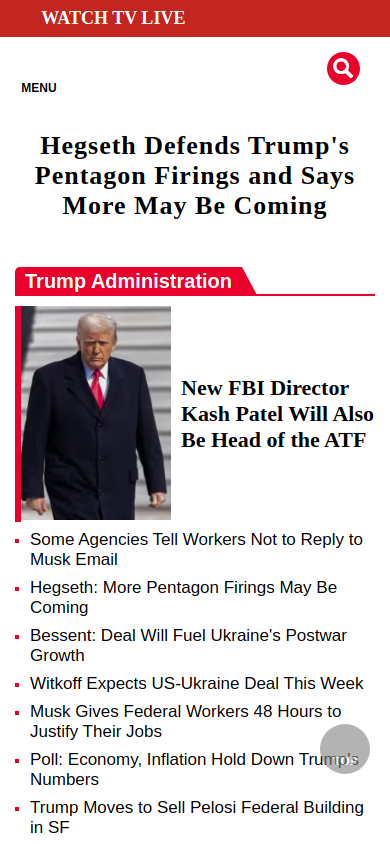 WATCH TV LIVE
MENU
Hegseth Defends Trump's
Pentagon Firings and Says
More May Be Coming
Trump Administration
New FBI Director
Kash Patel Will Also
Be Head of the ATF
Some Agencies Tell Workers Not to Reply to
Musk Email
Hegseth: More Pentagon Firings May Be
Coming
Bessent: Deal Will Fuel Ukraine's Postwar
Growth
Witkoff Expects US-Ukraine Deal This Week
Musk Gives Federal Workers 48 Hours to
Justify Their Jobs
Poll: Economy, Inflation Hold Down Trump's
Numbers
Trump Moves to Sell Pelosi Federal Building
in SF